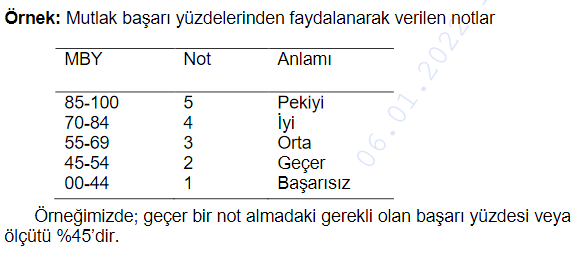 Örnek: Mutlak başarı yüzdelerinden faydalanarak verilen notlar
MBY Not Anlamı
85-100 5 Pekiyi
70-84 4 İyi
55-69 3 Orta
45-54 2 Geçer
00-44 1 Başarısız
Örneğimizde; geçer bir not almadaki gerekli olan başarı yüzdesi veya
ölçütü %45'dir.